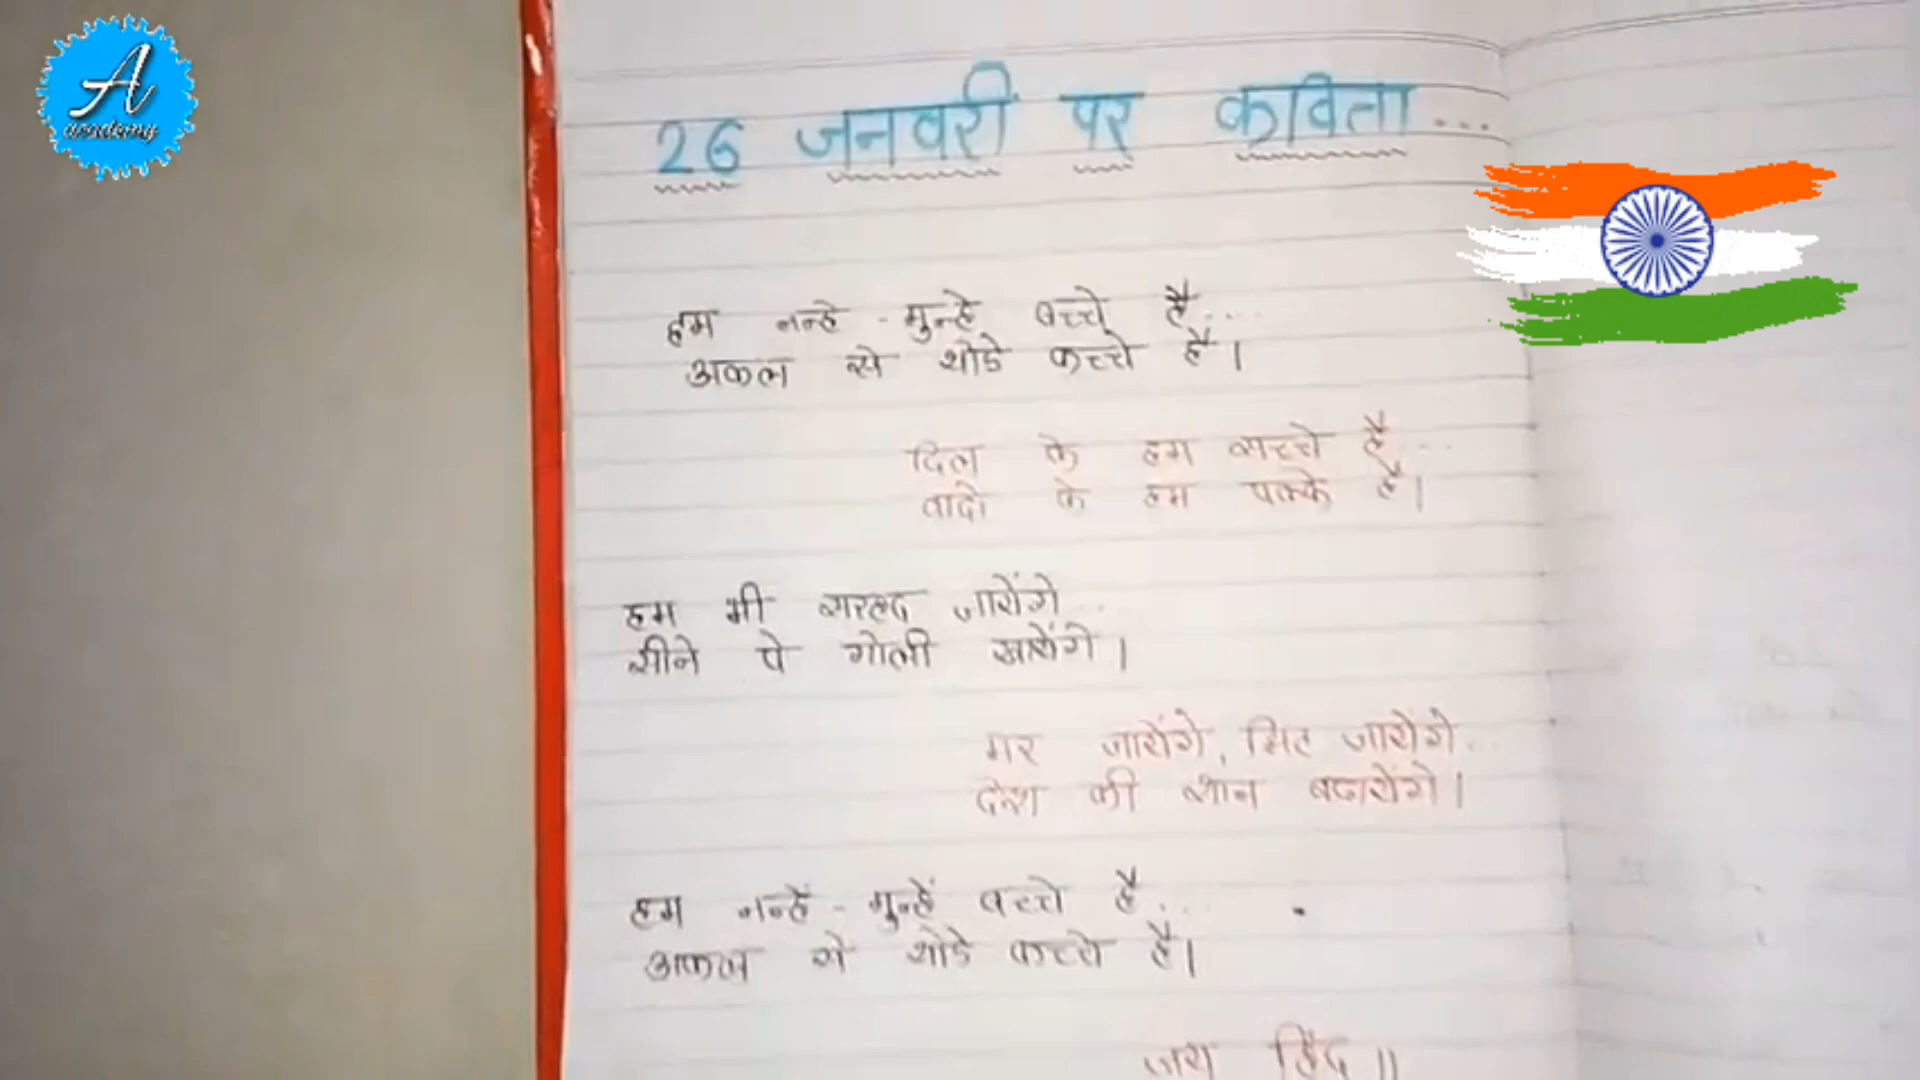 A
academy
26 जनवरी पर कविता...
हम नन्हे - मुन्हे बच्चे है....
अकल से थोडे कच्चे है।
दिल के हम सच्चे है...
वादो के हम पक्के है।
हम भी सरहद जायेंगे...
सीने पे गोली खायेंगे।
मर जायेंगे, मिट जायेंगे...
देश की शान बढायेंगे।
हम नन्हें - मुन्हें बच्चे है...
अकल से थोडे कच्चे है।
जय हिंद ॥